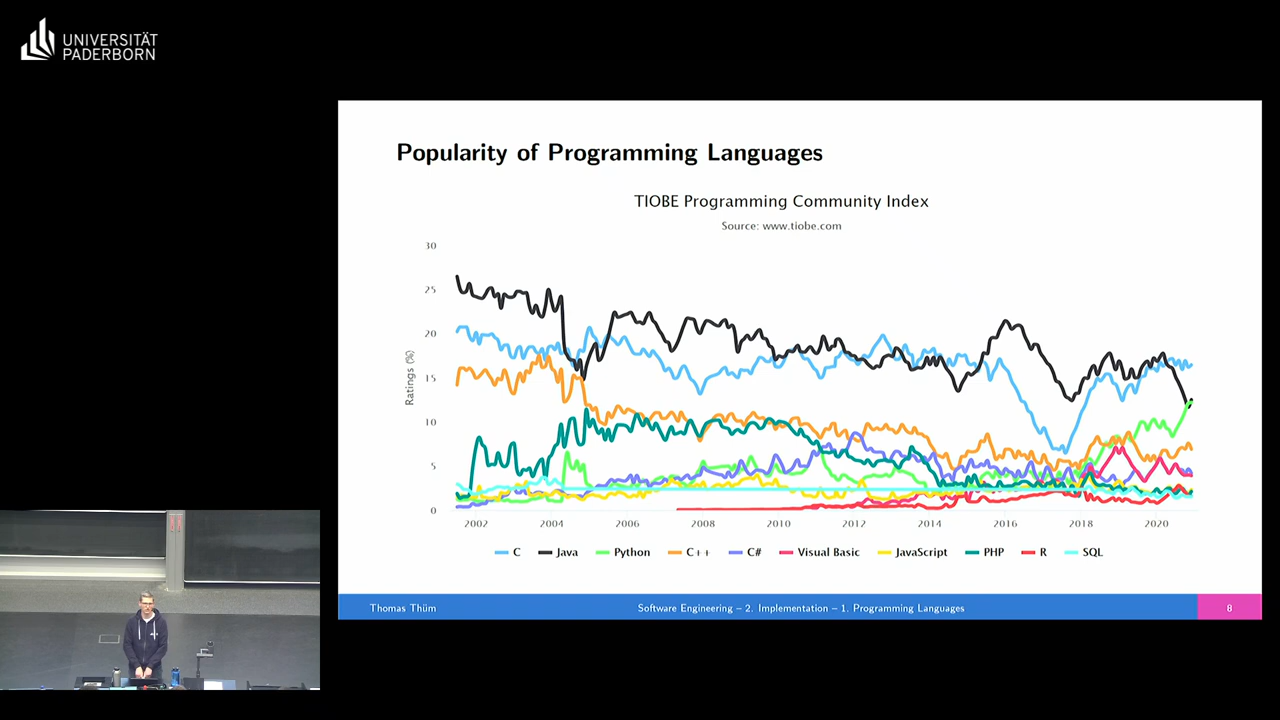 UNIVERSITÄT
PADERBORN
Popularity of Programming Languages
TIOBE Programming Community Index
Source: www.tiobe.com
Ratings (%)
30
25
20
15
10
5
0
2002 2004 2006 2008 2010 2012 2014 2016 2018 2020
C Java Python C++ C# Visual Basic JavaScript PHP R SQL
Thomas Thüm Software Engineering – 2. Implementation – 1. Programming Languages 8